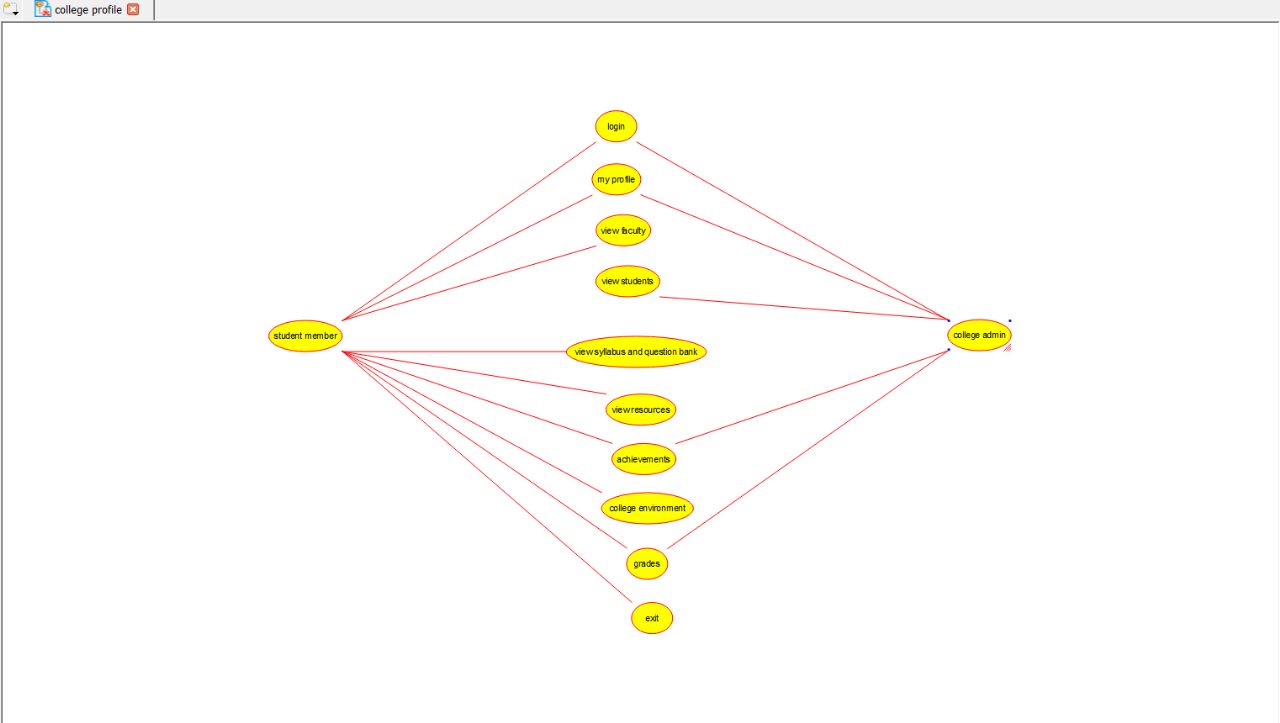 college profile
login
my profile
view faculty
view students
student member
college admin
view syllabus and question bank
view resources
achievements
college environment
grades
exit